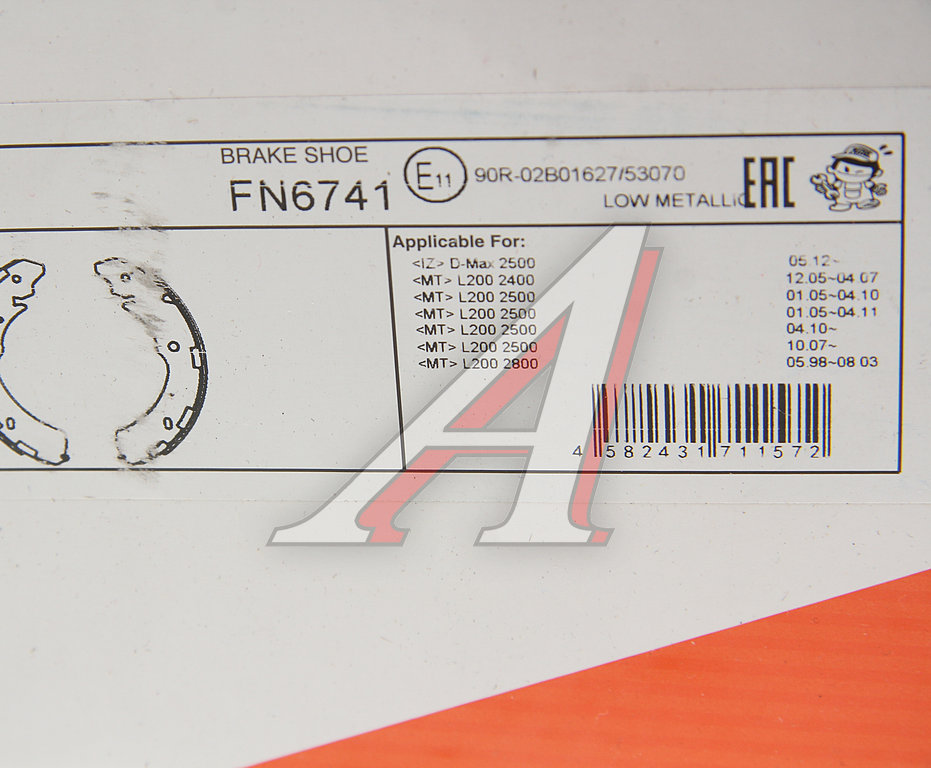 BRAKE SHOE
FN6741
E11
90R-02B01627/53070
LOW METALLIC
EAC
Applicable For:
<IZ> D-Max 2500 05.12~
<MT> L200 2400 12.05~04.07
<MT> L200 2500 01.05~04.10
<MT> L200 2500 01.05~04.11
<MT> L200 2500 04.10~
<MT> L200 2500 10.07~
<MT> L200 2800 05.98~08.03
4 582431 711572
A